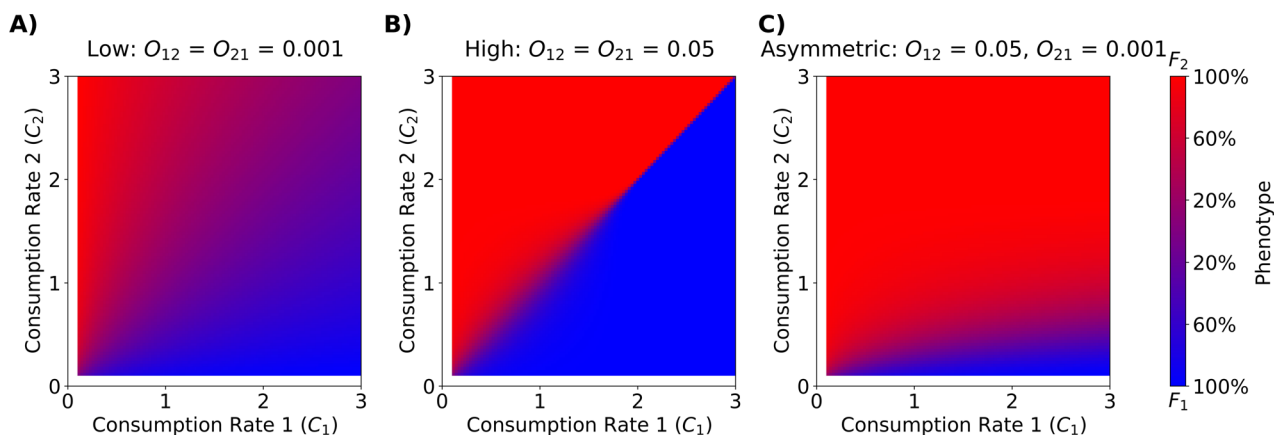 A)
Low: O12 = O21 = 0.001
3
2
1
0
0
1
2
3
Consumption Rate 2 (C2)
Consumption Rate 1 (C1)
B)
High: O12 = O21 = 0.05
3
2
1
0
0
1
2
3
Consumption Rate 2 (C2)
Consumption Rate 1 (C1)
C)
Asymmetric: O12 = 0.05, O21 = 0.001
3
2
1
0
0
1
2
3
Consumption Rate 2 (C2)
Consumption Rate 1 (C1)
F2
100%
60%
20%
20%
60%
100%
F1
Phenotype